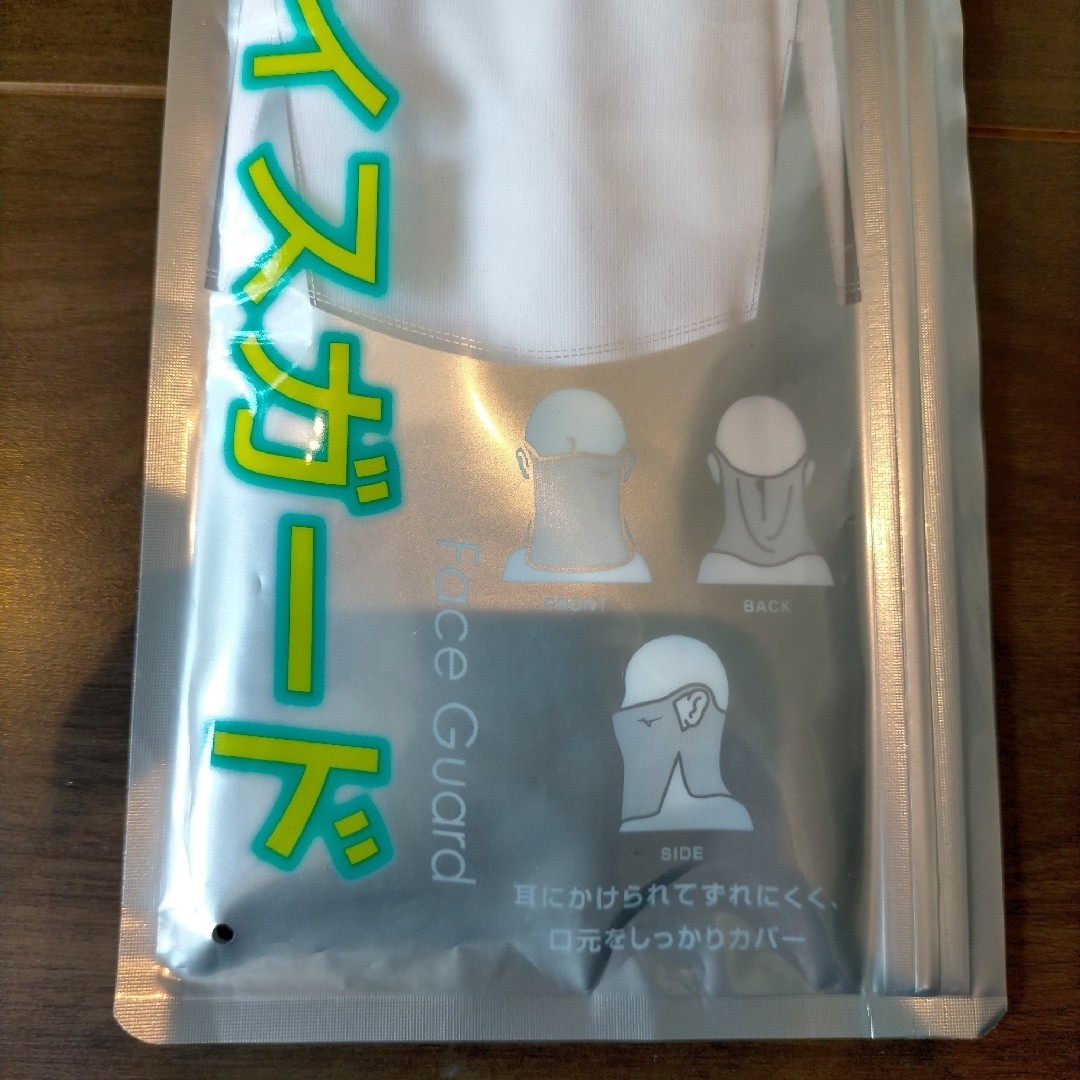 イスガード
Face Guard
FRONT
BACK
SIDE
耳にかけられてずれにくく、
口元をしっかりカバー